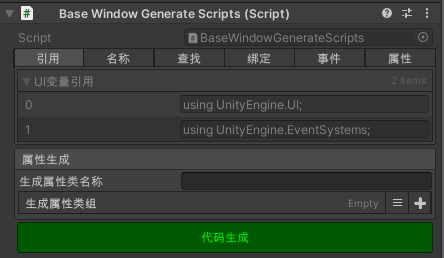 Base Window Generate Scripts (Script)
Script BaseWindowGenerateScripts
引用 名称 查找 绑定 事件 属性
UI变量引用 2 items
0 using UnityEngine.UI;
1 using UnityEngine.EventSystems;
属性生成
生成属性类名称
生成属性类组 Empty
代码生成